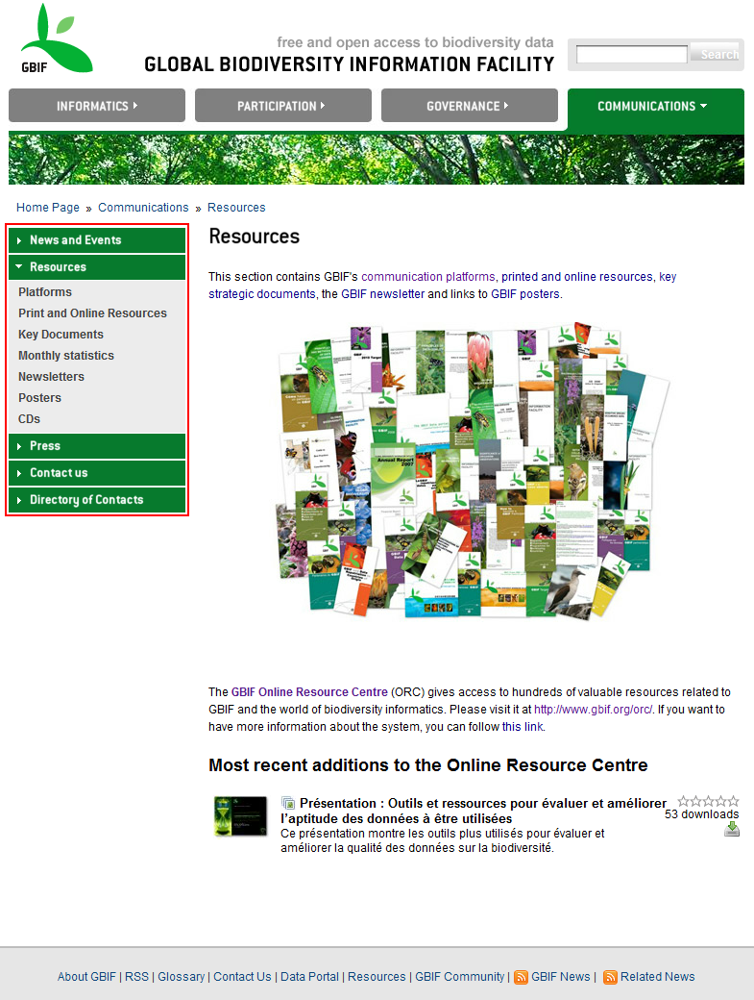 GBIF
free and open access to biodiversity data
GLOBAL BIODIVERSITY INFORMATION FACILITY
Search
INFORMATICS
PARTICIPATION
GOVERNANCE
COMMUNICATIONS
Home Page » Communications » Resources
News and Events
Resources
Platforms
Print and Online Resources
Key Documents
Monthly statistics
Newsletters
Posters
CDs
Press
Contact us
Directory of Contacts
Resources
This section contains GBIF's communication platforms, printed and online resources, key
strategic documents, the GBIF newsletter and links to GBIF posters.
Annual Report
2007
The GBIF Online Resource Centre (ORC) gives access to hundreds of valuable resources related to
GBIF and the world of biodiversity informatics. Please visit it at http://www.gbif.org/orc/. If you want to
have more information about the system, you can follow this link.
Most recent additions to the Online Resource Centre
Présentation : Outils et ressources pour évaluer et améliorer
l'aptitude des données à être utilisées
Ce présentation montre les outils plus utilisés pour évaluer et
améliorer la qualité des données sur la biodiversité.
53 downloads
About GBIF | RSS | Glossary | Contact Us | Data Portal | Resources | GBIF Community | GBIF News | Related News